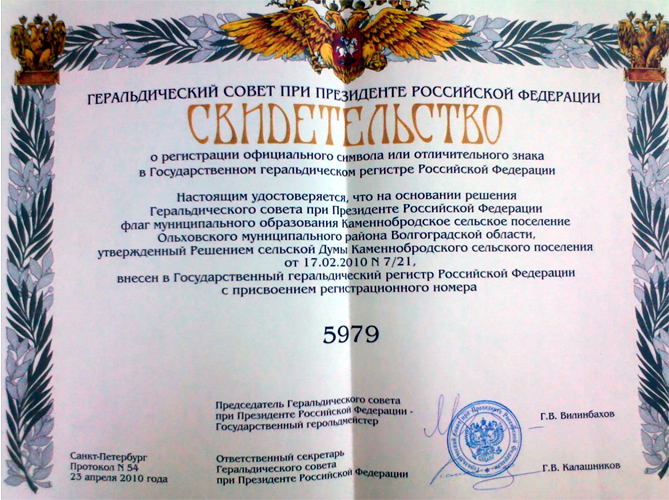 ГЕРАЛЬДИЧЕСКИЙ СОВЕТ ПРИ ПРЕЗИДЕНТЕ РОССИЙСКОЙ ФЕДЕРАЦИИ
СВИДЕТЕЛЬСТВО
о регистрации официального символа или отличительного знака
в Государственном геральдическом регистре Российской Федерации
Настоящим удостоверяется, что на основании решения
Геральдического совета при Президенте Российской Федерации
флаг муниципального образования Каменнобродское сельское поселение
Ольховского муниципального района Волгоградской области,
утвержденный Решением сельской Думы Каменнобродского сельского поселения
от 17.02.2010 N 7/21,
внесен в Государственный геральдический регистр Российской Федерации
с присвоением регистрационного номера
5979
Председатель Геральдического совета
при Президенте Российской Федерации -
Государственный герольдмейстер
Г.В. Вилинбахов
Санкт-Петербург
Протокол N 54
23 апреля 2010 года
Ответственный секретарь
Геральдического совета
при Президенте Российской Федерации
Г.В. Калашников